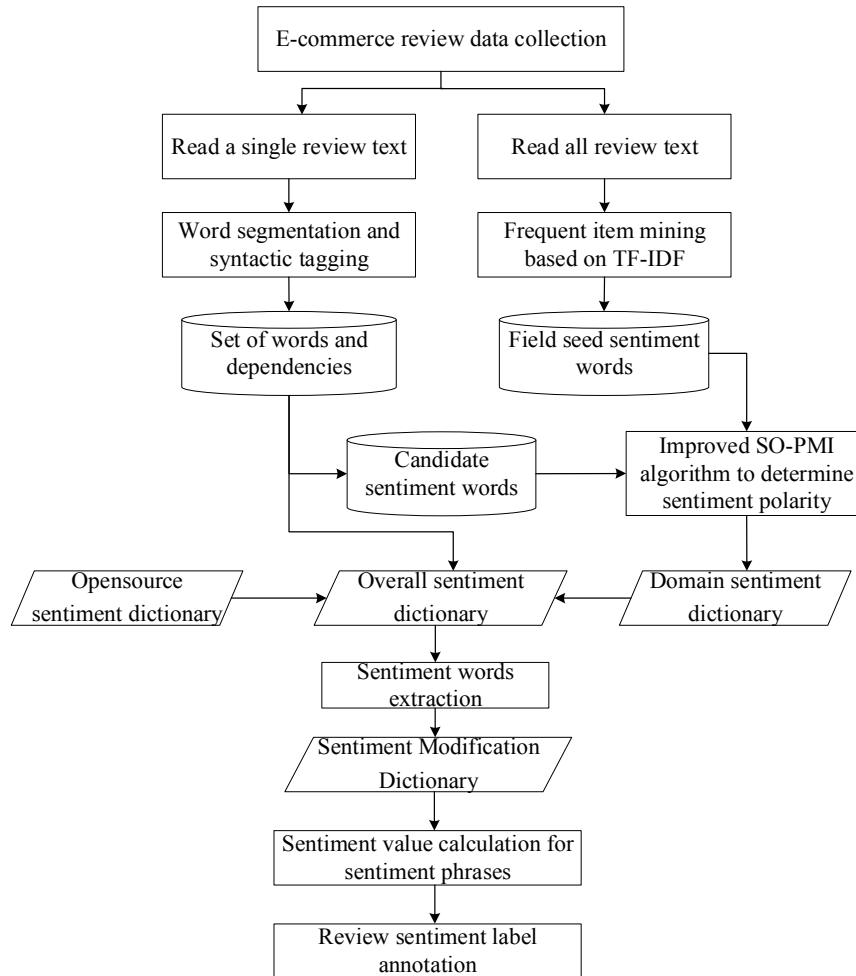 E-commerce review data collection
Read a single review text
Read all review text
Word segmentation and
syntactic tagging
Frequent item mining
based on TF-IDF
Set of words and
dependencies
Field seed sentiment
words
Candidate
sentiment words
Improved SO-PMI
algorithm to determine
sentiment polarity
Opensource
sentiment dictionary
Overall sentiment
dictionary
Domain sentiment
dictionary
Sentiment words
extraction
Sentiment Modification
Dictionary
Sentiment value calculation for
sentiment phrases
Review sentiment label
annotation